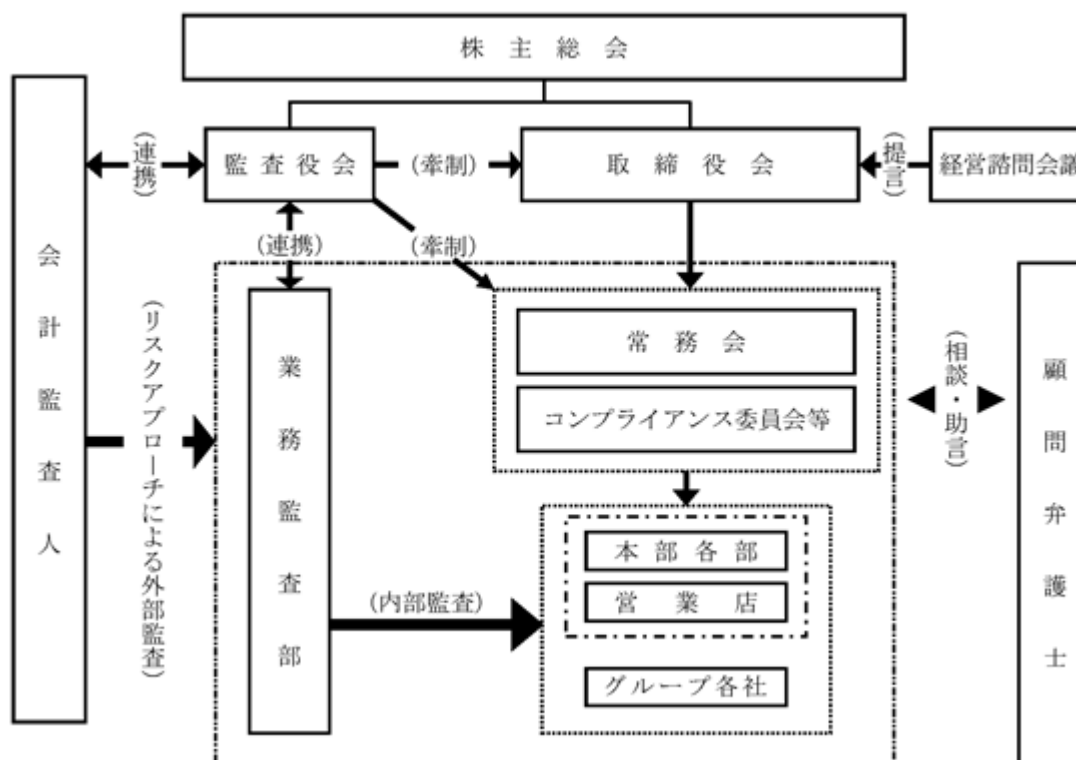 株主総会
(連携)
監査役会
(牽制)
取締役会
(提言)
経営諮問会議
(連携)
(牽制)
会計監査人
(リスクアプローチによる外部監査)
業務監査部
常務会
コンプライアンス委員会等
(相談・助言)
顧問弁護士
本部各部
営業店
(内部監査)
グループ各社